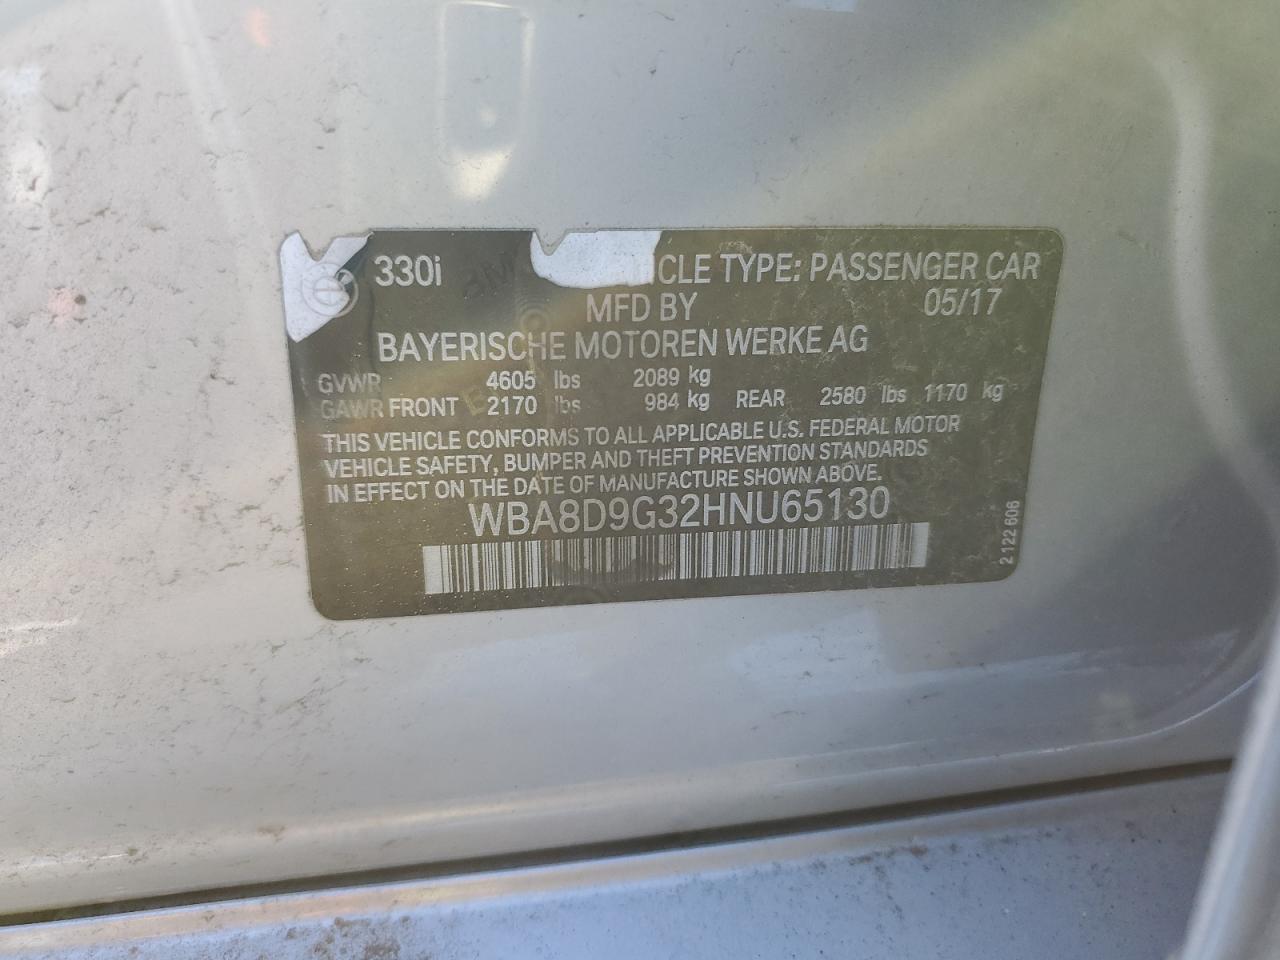 330i CLE TYPE: PASSENGER CAR
MFD BY 05/17
BAYERISCHE MOTOREN WERKE AG
GVWR 4605 lbs 2089 kg
GAWR FRONT 2170 lbs 984 kg REAR 2580 lbs 1170 kg
THIS VEHICLE CONFORMS TO ALL APPLICABLE U.S. FEDERAL MOTOR
VEHICLE SAFETY, BUMPER AND THEFT PREVENTION STANDARDS
IN EFFECT ON THE DATE OF MANUFACTURE SHOWN ABOVE.
WBA8D9G32HNU65130
2 122 606